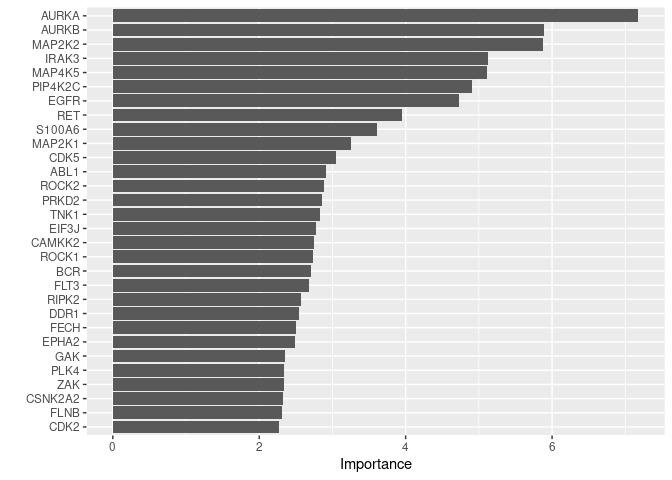 AURKA
AURKB
MAP2K2
IRAK3
MAP4K5
PIP4K2C
EGFR
RET
S100A6
MAP2K1
CDK5
ABL1
ROCK2
PRKD2
TNK1
EIF3J
CAMKK2
ROCK1
BCR
FLT3
RIPK2
DDR1
FECH
EPHA2
GAK
PLK4
ZAK
CSNK2A2
FLNB
CDK2
0 2 4 6
Importance